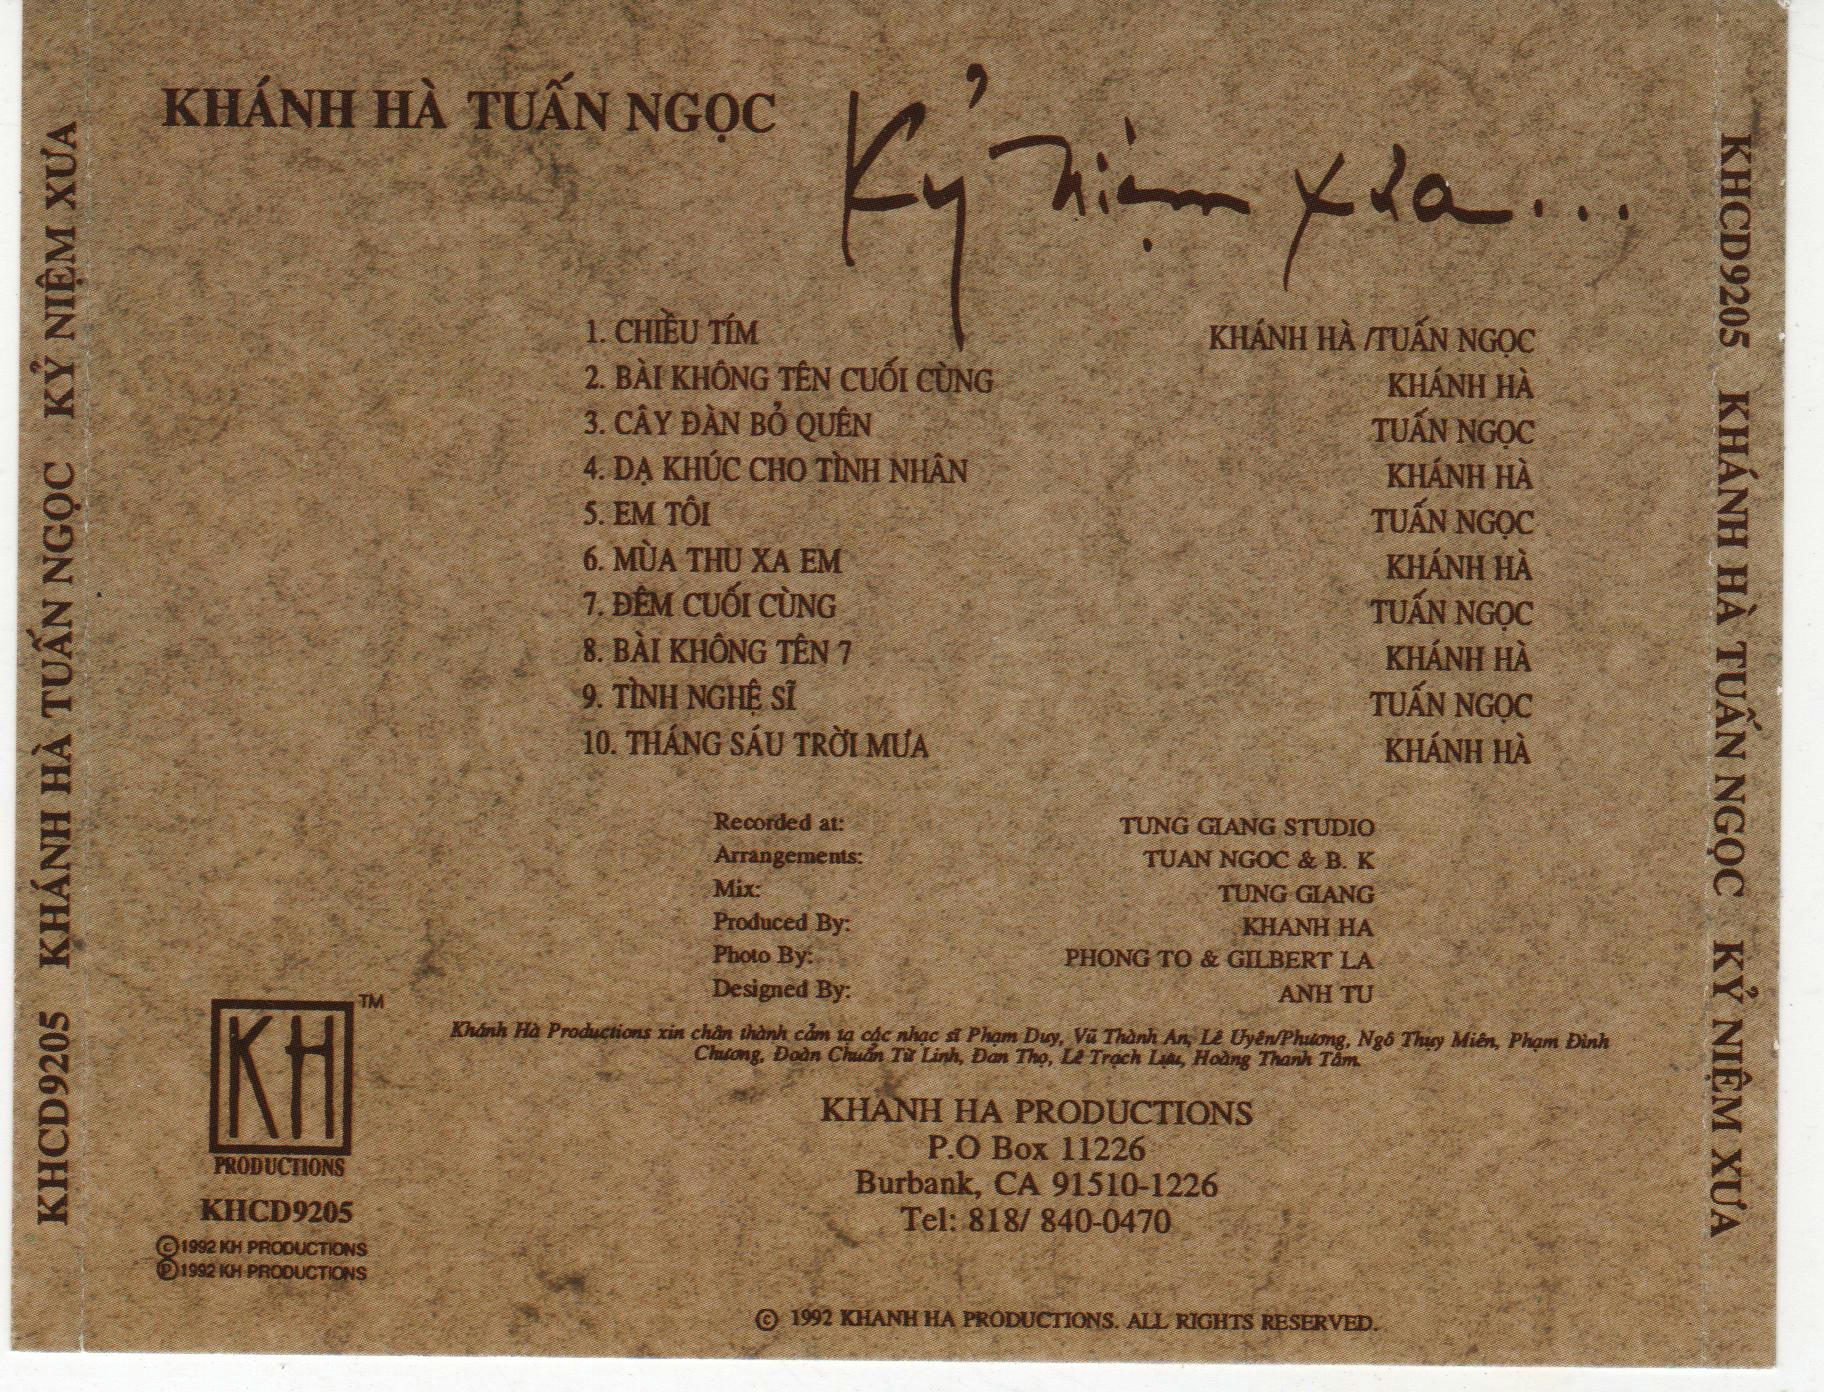 KHÁNH HÀ TUẤN NGỌC
Kỷ niệm xưa...
1. CHIỀU TÍM KHÁNH HÀ /TUẤN NGỌC
2. BÀI KHÔNG TÊN CUỐI CÙNG KHÁNH HÀ
3. CÂY ĐÀN BỎ QUÊN TUẤN NGỌC
4. DẠ KHÚC CHO TÌNH NHÂN KHÁNH HÀ
5. EM TÔI TUẤN NGỌC
6. MÙA THU XA EM KHÁNH HÀ
7. ĐÊM CUỐI CÙNG TUẤN NGỌC
8. BÀI KHÔNG TÊN 7 KHÁNH HÀ
9. TÌNH NGHỆ SĨ TUẤN NGỌC
10. THÁNG SÁU TRỜI MƯA KHÁNH HÀ
Recorded at: TUNG GIANG STUDIO
Arrangements: TUAN NGOC & B. K
Mix: TUNG GIANG
Produced By: KHANH HA
Photo By: PHONG TO & GILBERT LA
Designed By: ANH TU
Khánh Hà Productions xin chân thành cảm tạ các nhạc sĩ Phạm Duy, Vũ Thành An, Lê Uyên/Phương, Ngô Thụy Miên, Phạm Đình
Chương, Đoàn Chuẩn Từ Linh, Đan Thọ, Lê Trạch Lựu, Hoàng Thanh Tâm.
KHANH HA PRODUCTIONS
P.O Box 11226
Burbank, CA 91510-1226
Tel: 818/ 840-0470
KH TM
PRODUCTIONS
KHCD9205
©1992 KH PRODUCTIONS
℗1992 KH PRODUCTIONS
© 1992 KHANH HA PRODUCTIONS. ALL RIGHTS RESERVED.
KHCD9205 KHÁNH HÀ TUẤN NGỌC KỶ NIỆM XƯA
KHCD9205 KHÁNH HÀ TUẤN NGỌC KỶ NIỆM XƯA